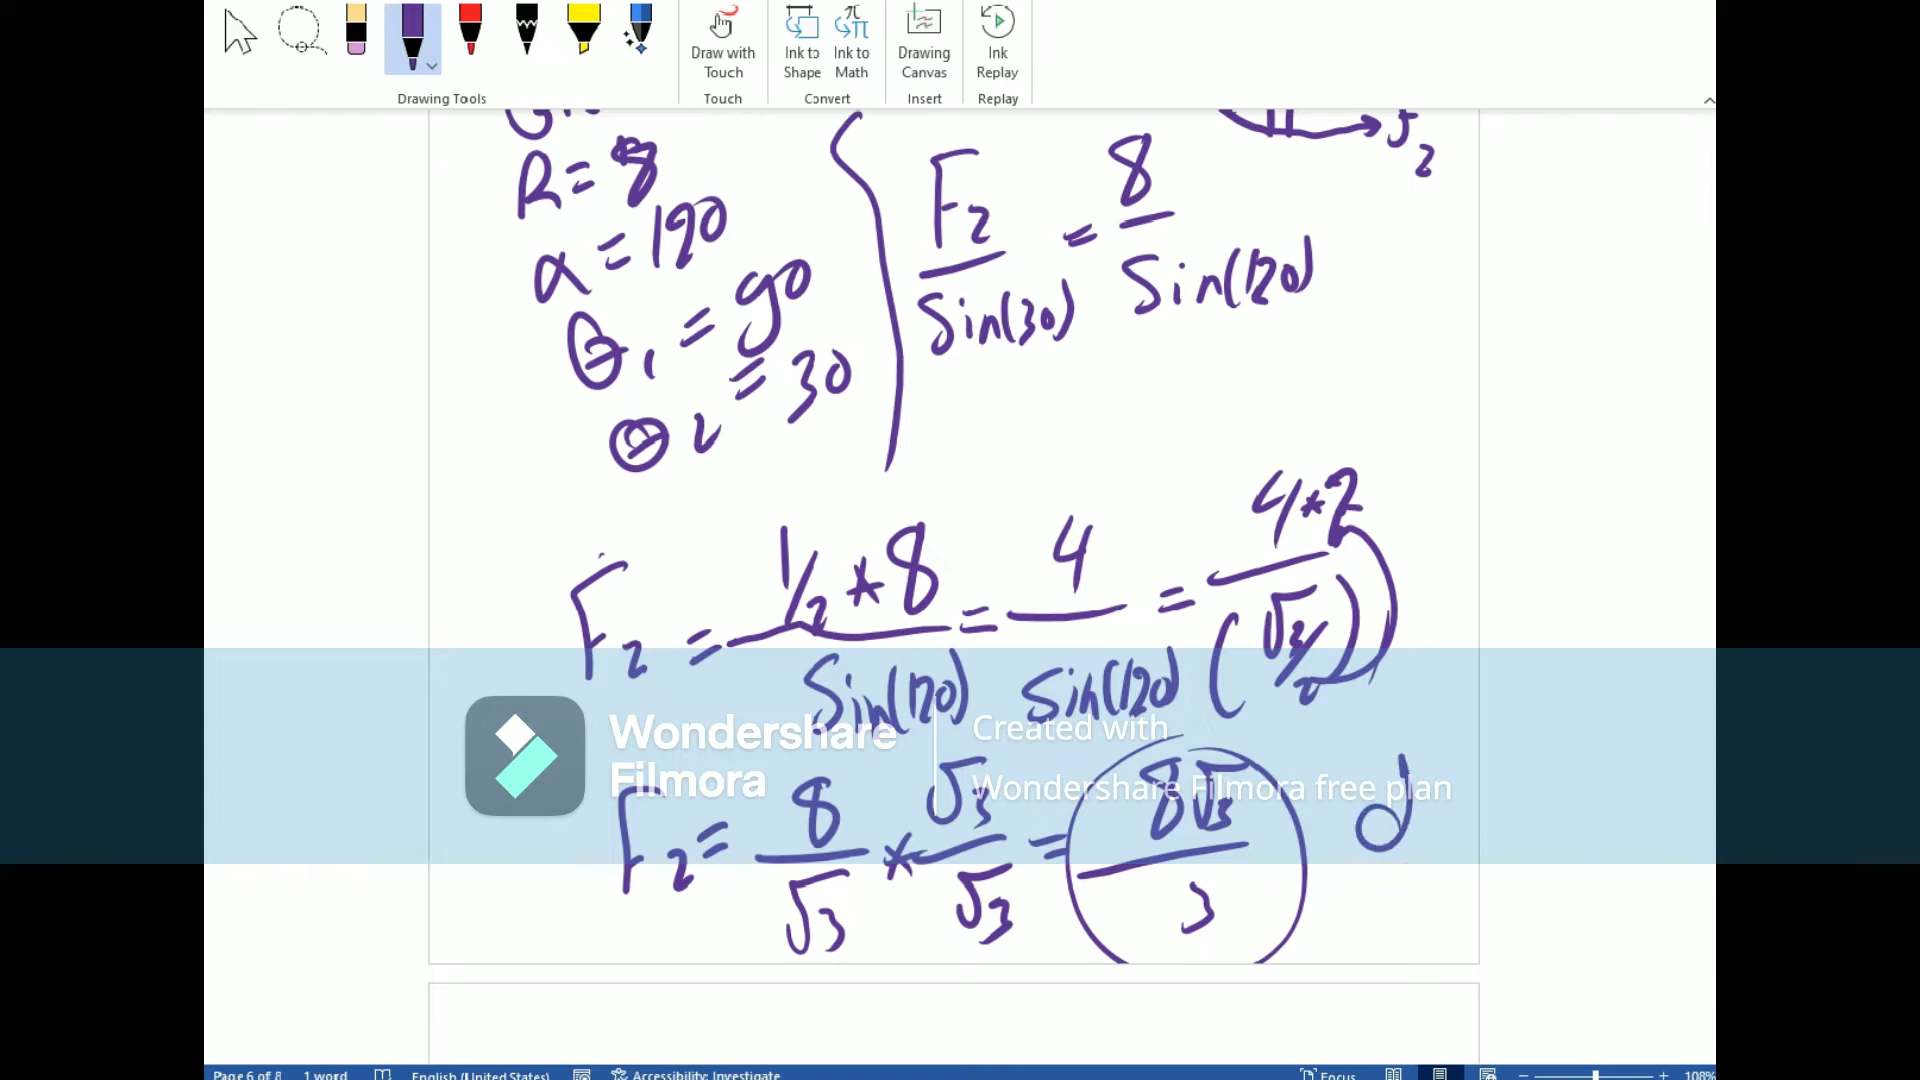 Draw with Touch
Ink to Shape
Ink to Math
Drawing Canvas
Ink Replay
Drawing Tools
Touch
Convert
Insert
Replay
R = 8
α = 120
θ1 = 90
θ2 = 30
F2 / Sin(30) = 8 / Sin(120)
F2 = 1/2 * 8 / Sin(120) = 4 / Sin(120) = 4*2 / (√3/2)
F2 = 8/√3 * √3/√3 = 8√3/3 d
Wondershare Filmora
Created with
Wondershare Filmora free plan
Page 6 of 8 1 word English (United States) Accessibility: Investigate Focus 108%